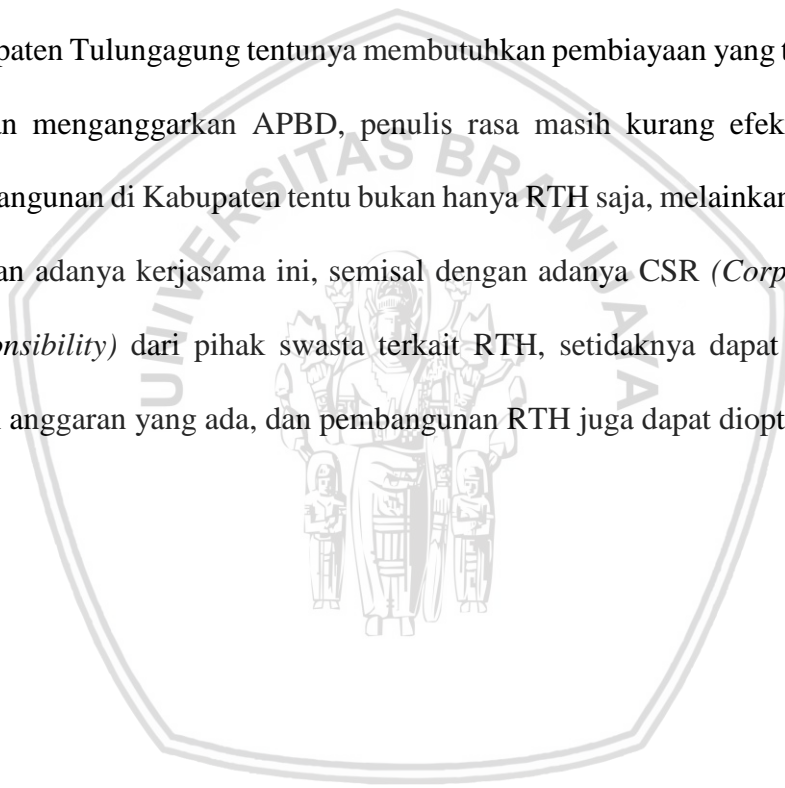 paten Tulungagung tentunya membutuhkan pembiayaan yang t
n menganggarkan APBD, penulis rasa masih kurang efek
angunan di Kabupaten tentu bukan hanya RTH saja, melainkan
an adanya kerjasama ini, semisal dengan adanya CSR (Corp
onsibility) dari pihak swasta terkait RTH, setidaknya dapat
anggaran yang ada, dan pembangunan RTH juga dapat diopt
UNIVERSITAS BRAWIJAYA